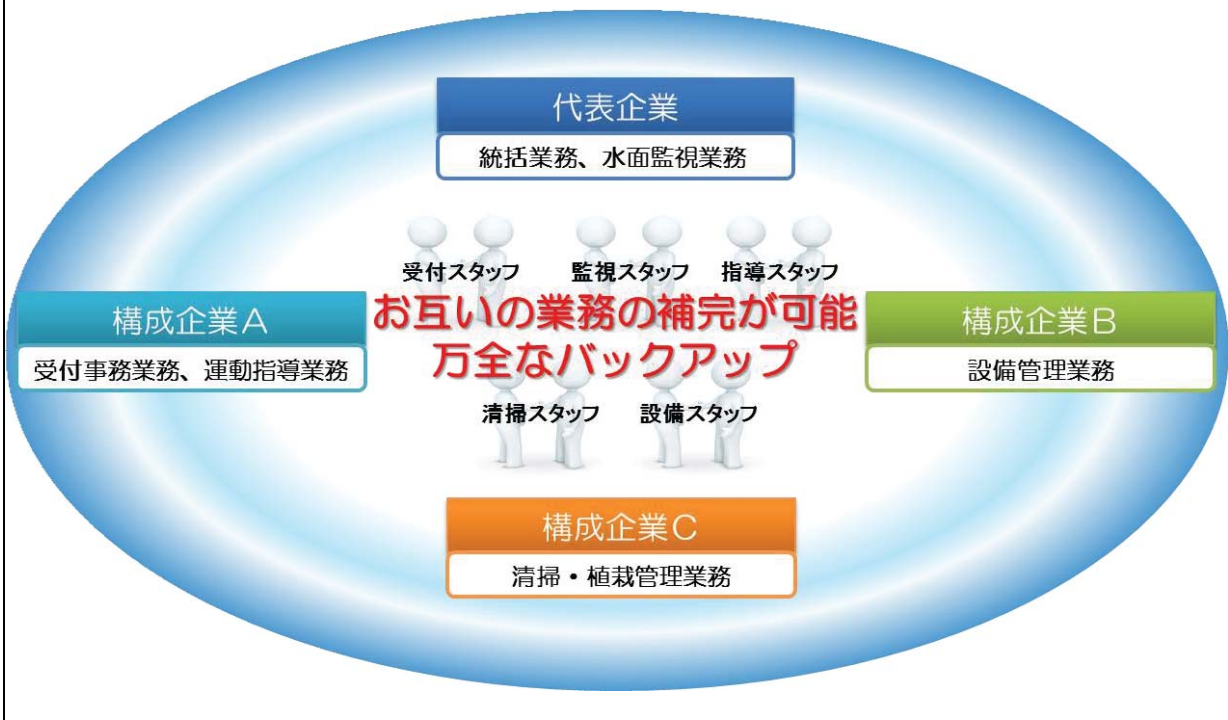 代表企業
統括業務、水面監視業務
受付スタッフ
監視スタッフ
指導スタッフ
お互いの業務の補完が可能
万全なバックアップ
構成企業A
受付事務業務、運動指導業務
構成企業B
設備管理業務
清掃スタッフ
設備スタッフ
構成企業C
清掃・植栽管理業務